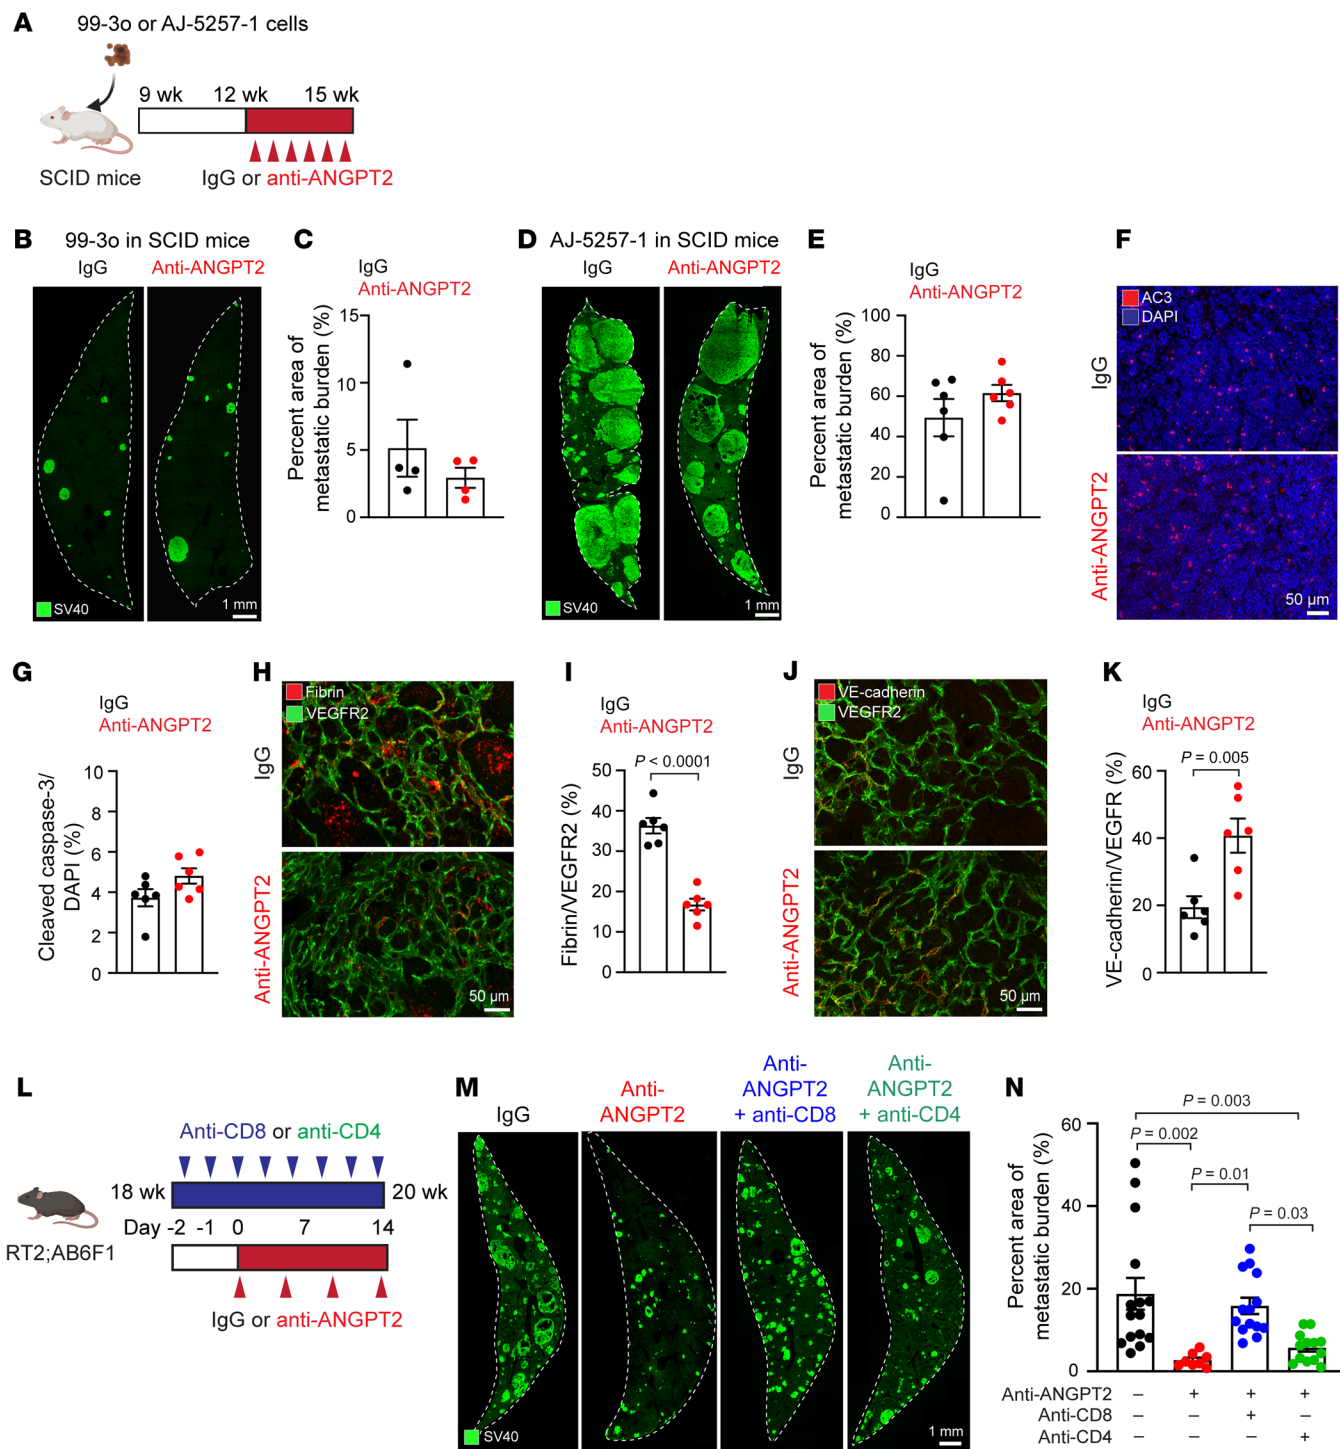 A
99-3o or AJ-5257-1 cells
9 wk 12 wk 15 wk
SCID mice
IgG or anti-ANGPT2
B
99-3o in SCID mice
IgG Anti-ANGPT2
SV40
1 mm
C
IgG
Anti-ANGPT2
Percent area of
metastatic burden (%)
15
10
5
0
D
AJ-5257-1 in SCID mice
IgG Anti-ANGPT2
SV40
1 mm
E
IgG
Anti-ANGPT2
Percent area of
metastatic burden (%)
100
80
60
40
20
0
F
AC3
DAPI
IgG
Anti-ANGPT2
50 µm
G
IgG
Anti-ANGPT2
Cleaved caspase-3/
DAPI (%)
10
8
6
4
2
0
H
Fibrin
VEGFR2
IgG
Anti-ANGPT2
50 µm
I
IgG
Anti-ANGPT2
P < 0.0001
Fibrin/VEGFR2 (%)
50
40
30
20
10
0
J
VE-cadherin
VEGFR2
IgG
Anti-ANGPT2
50 µm
K
IgG
Anti-ANGPT2
P = 0.005
VE-cadherin/VEGFR (%)
60
40
20
0
L
Anti-CD8 or anti-CD4
18 wk 20 wk
Day -2 -1 0 7 14
RT2;AB6F1
IgG or anti-ANGPT2
M
IgG
Anti-
ANGPT2
Anti-
ANGPT2
+ anti-CD8
Anti-
ANGPT2
+ anti-CD4
SV40
1 mm
N
P = 0.003
P = 0.002
P = 0.01
P = 0.03
Percent area of
metastatic burden (%)
60
40
20
0
Anti-ANGPT2 – + + +
Anti-CD8 – – + –
Anti-CD4 – – – +